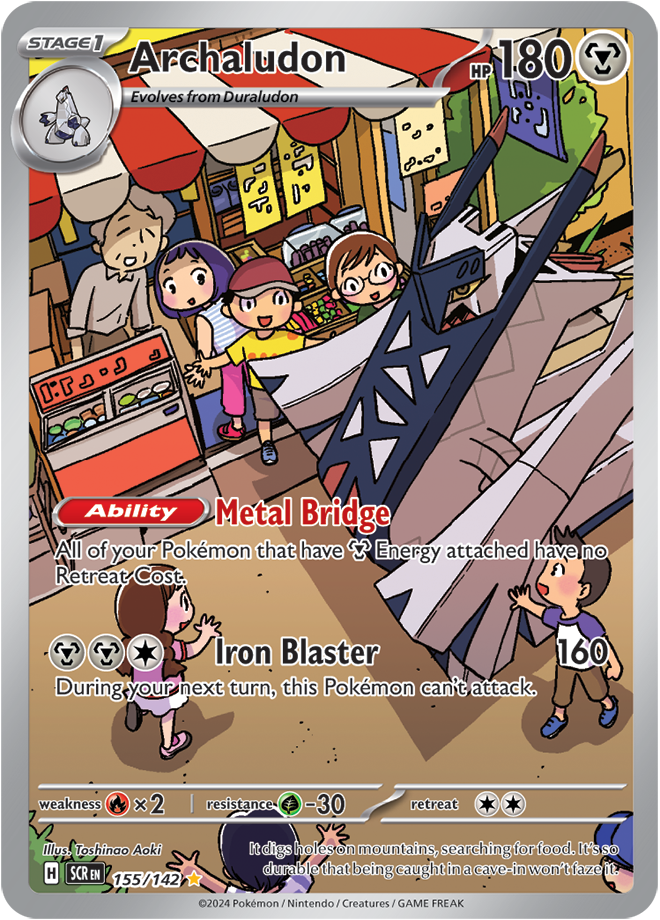 STAGE 1
Archaludon
HP 180
Evolves from Duraludon
Ability Metal Bridge
All of your Pokémon that have Energy attached have no
Retreat Cost.
Iron Blaster 160
During your next turn, this Pokémon can't attack.
weakness ×2 resistance -30 retreat
Illus. Toshinao Aoki
It digs holes on mountains, searching for food. It's so
durable that being caught in a cave-in won't faze it.
H SCR EN 155/142
©2024 Pokémon / Nintendo / Creatures / GAME FREAK